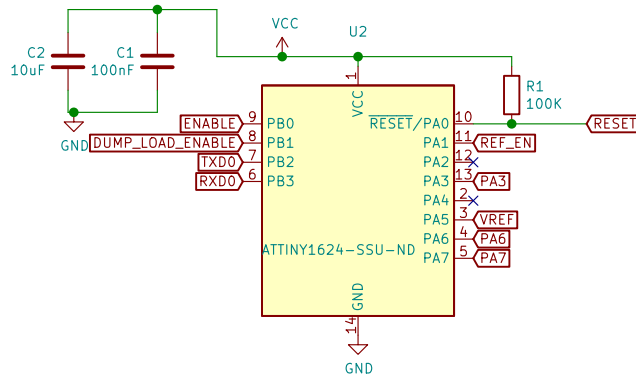 VCC
U2
C2
10uF
C1
100nF
GND
R1
100K
1
VCC
ENABLE 9 PB0
RESET/PA0 10 RESET
DUMP_LOAD_ENABLE 8 PB1
PA1 11 REF_EN
TXD0 7 PB2
PA2 12
RXD0 6 PB3
PA3 13 PA3
PA4 2
PA5 3 VREF
PA6 4 PA6
ATTINY1624-SSU-ND
PA7 5 PA7
GND
14
GND